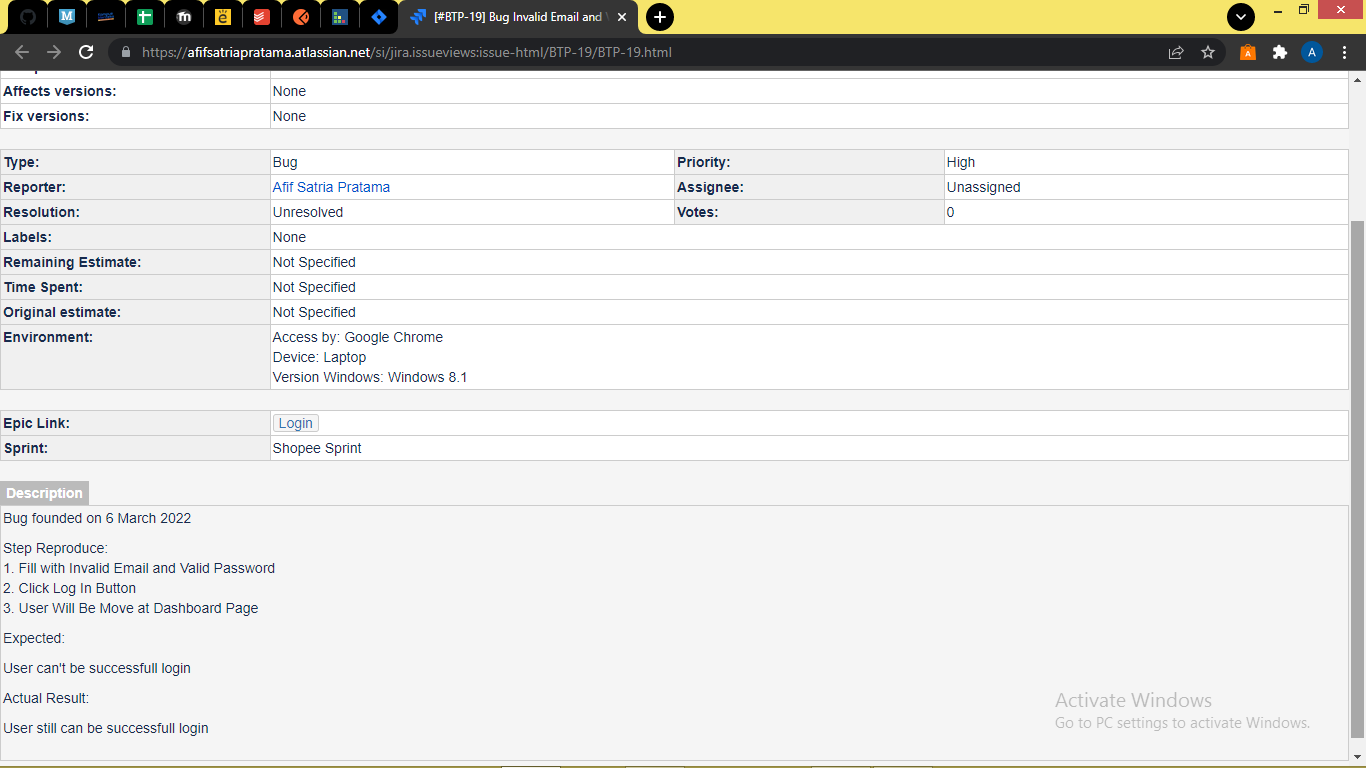 [#BTP-19] Bug Invalid Email and
https://afifsatriapratama.atlassian.net/si/jira.issueviews:issue-html/BTP-19/BTP-19.html
A
Affects versions: None
Fix versions: None
Type: Bug Priority: High
Reporter: Afif Satria Pratama Assignee: Unassigned
Resolution: Unresolved Votes: 0
Labels: None
Remaining Estimate: Not Specified
Time Spent: Not Specified
Original estimate: Not Specified
Environment: Access by: Google Chrome
Device: Laptop
Version Windows: Windows 8.1
Epic Link: Login
Sprint: Shopee Sprint
Description
Bug founded on 6 March 2022
Step Reproduce:
1. Fill with Invalid Email and Valid Password
2. Click Log In Button
3. User Will Be Move at Dashboard Page
Expected:
User can't be successfull login
Actual Result:
User still can be successfull login
Activate Windows
Go to PC settings to activate Windows.